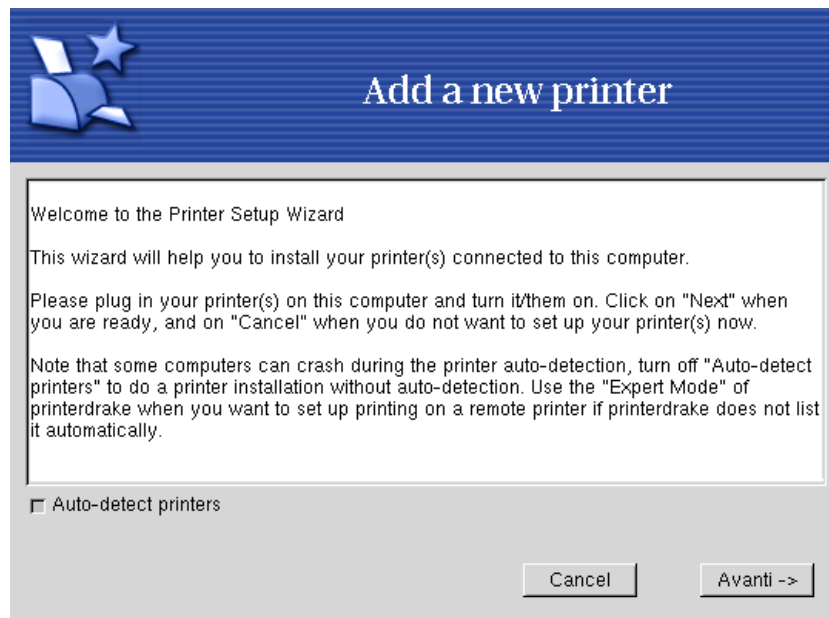 Add a new printer
Welcome to the Printer Setup Wizard
This wizard will help you to install your printer(s) connected to this computer.
Please plug in your printer(s) on this computer and turn it/them on. Click on "Next" when
you are ready, and on "Cancel" when you do not want to set up your printer(s) now.
Note that some computers can crash during the printer auto-detection, turn off "Auto-detect
printers" to do a printer installation without auto-detection. Use the "Expert Mode" of
printerdrake when you want to set up printing on a remote printer if printerdrake does not list
it automatically.
Auto-detect printers
Cancel
Avanti ->